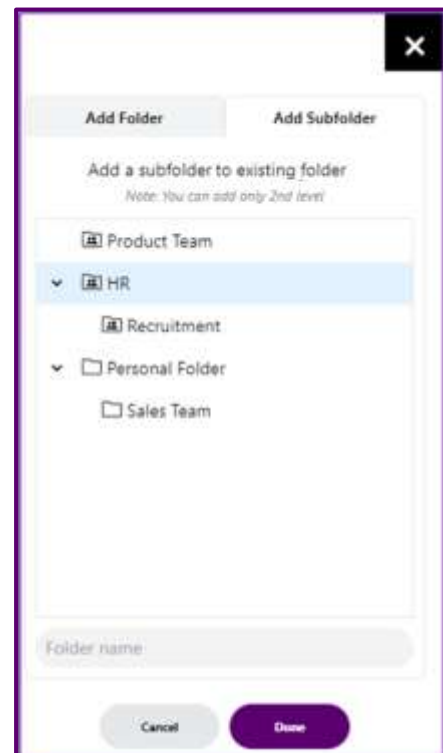 Add Folder
Add Subfolder
Add a subfolder to existing folder
Note: You can add only 2nd level
Product Team
HR
Recruitment
Personal Folder
Sales Team
Folder name
Cancel
Done